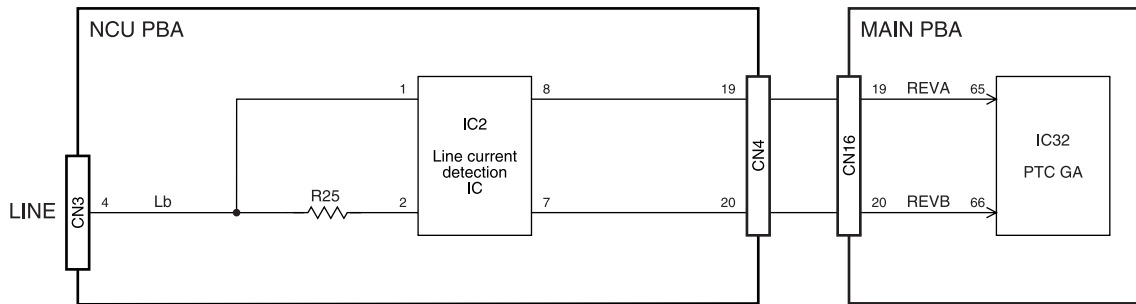 NCU PBA
MAIN PBA
1
8
19
19
REVA
65
IC2
Line current
detection
IC
CN4
CN16
IC32
PTC GA
LINE
CN3
4
Lb
R25
2
7
20
20
REVB
66